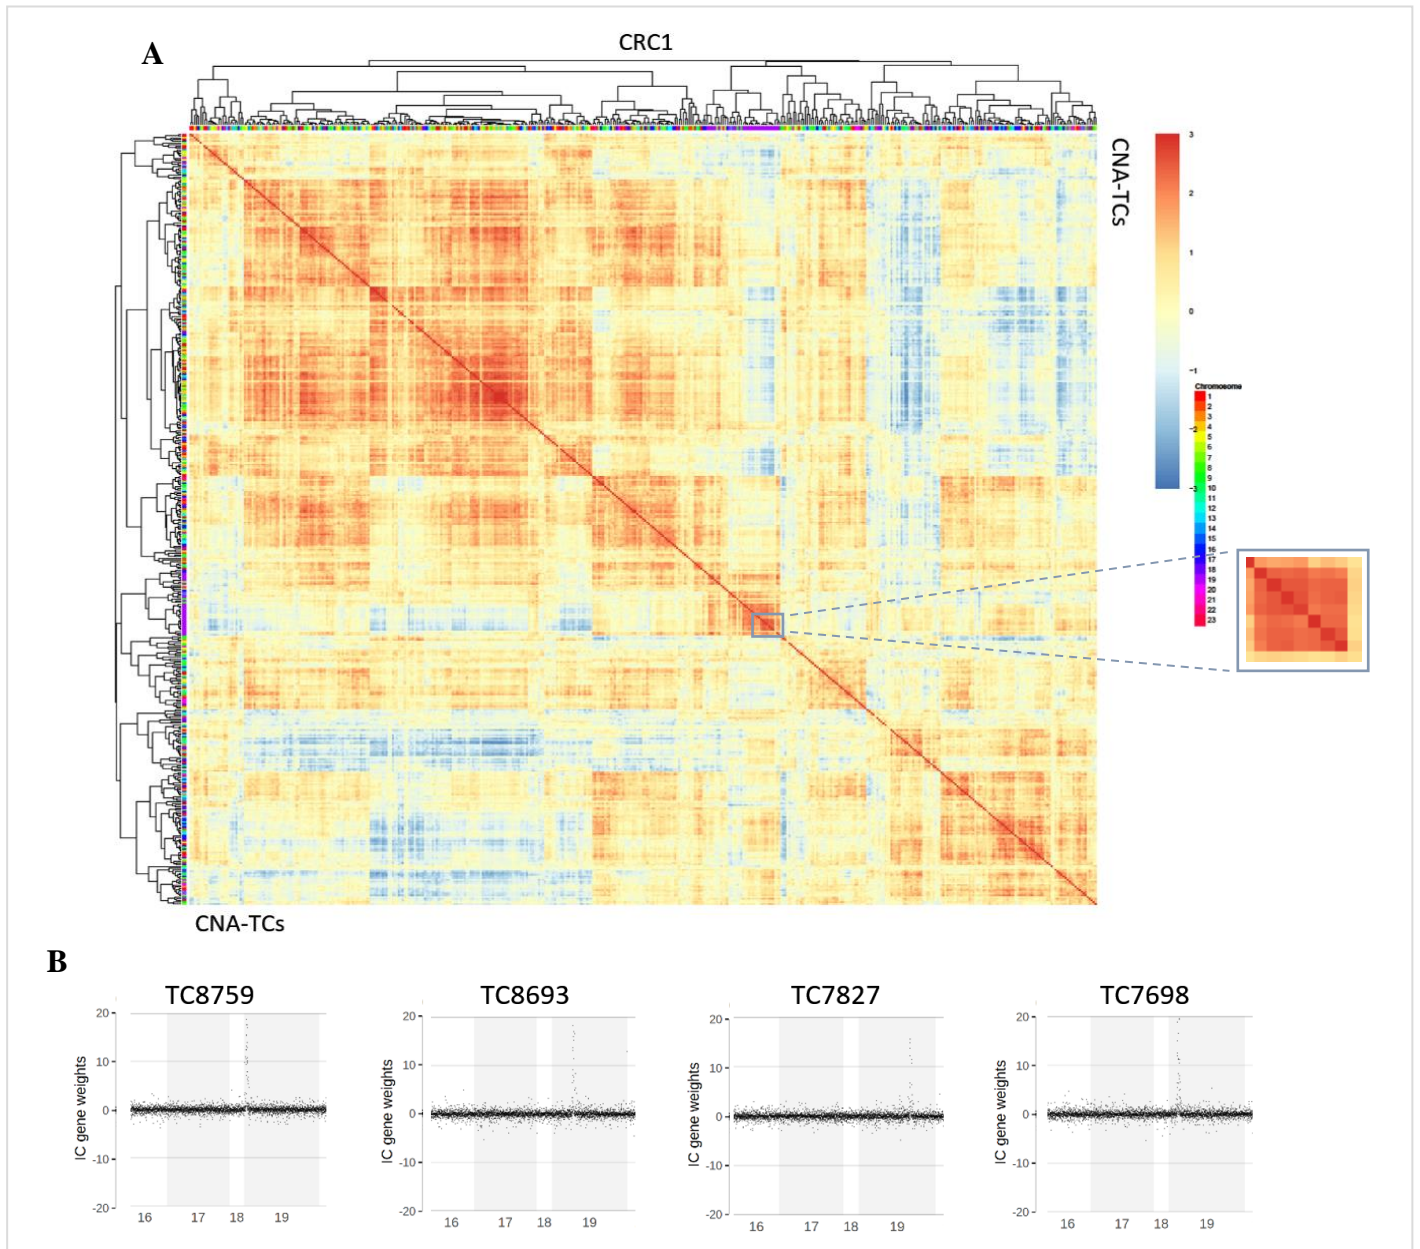 A
CRC1
CNA-TCs
3
2
1
0
−1
−2
−3
Chromosome
1
2
3
4
5
6
7
8
9
10
11
12
13
14
15
16
17
18
19
20
21
22
23
CNA-TCs
B
TC8759
TC8693
TC7827
TC7698
IC gene weights
20
10
0
-10
-20
16 17 18 19
IC gene weights
20
10
0
-10
-20
16 17 18 19
IC gene weights
20
10
0
-10
-20
16 17 18 19
IC gene weights
20
10
0
-10
-20
16 17 18 19